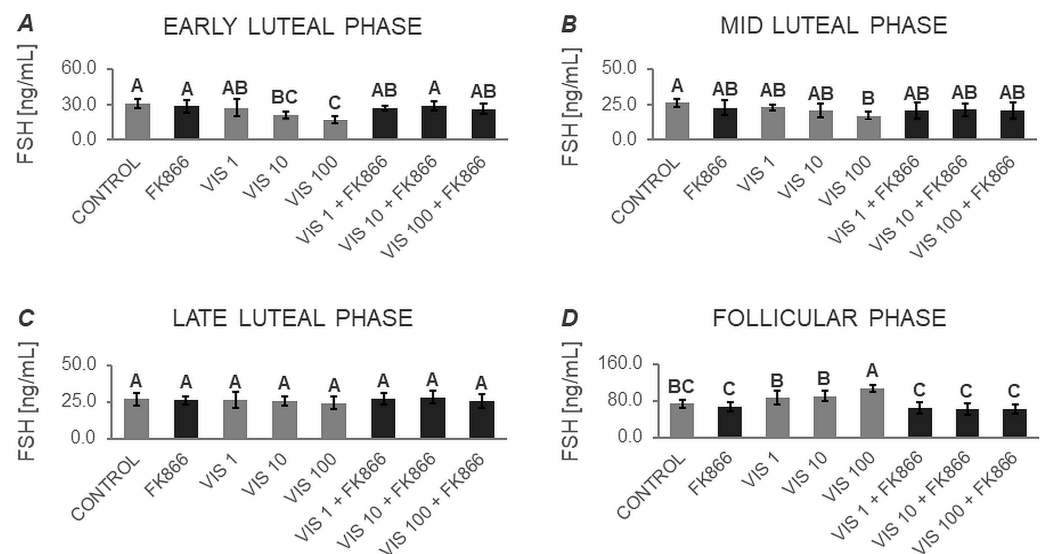 A
EARLY LUTEAL PHASE
FSH [ng/mL]
60.0
30.0
0.0
A A AB BC C AB A AB
CONTROL
FK866
VIS 1
VIS 10
VIS 100
VIS 1 + FK866
VIS 10 + FK866
VIS 100 + FK866
B
MID LUTEAL PHASE
FSH [ng/mL]
50.0
25.0
0.0
A AB AB AB B AB AB AB
CONTROL
FK866
VIS 1
VIS 10
VIS 100
VIS 1 + FK866
VIS 10 + FK866
VIS 100 + FK866
C
LATE LUTEAL PHASE
FSH [ng/mL]
50.0
25.0
0.0
A A A A A A A A
CONTROL
FK866
VIS 1
VIS 10
VIS 100
VIS 1 + FK866
VIS 10 + FK866
VIS 100 + FK866
D
FOLLICULAR PHASE
FSH [ng/mL]
160.0
80.0
0.0
BC C B B A C C C
CONTROL
FK866
VIS 1
VIS 10
VIS 100
VIS 1 + FK866
VIS 10 + FK866
VIS 100 + FK866